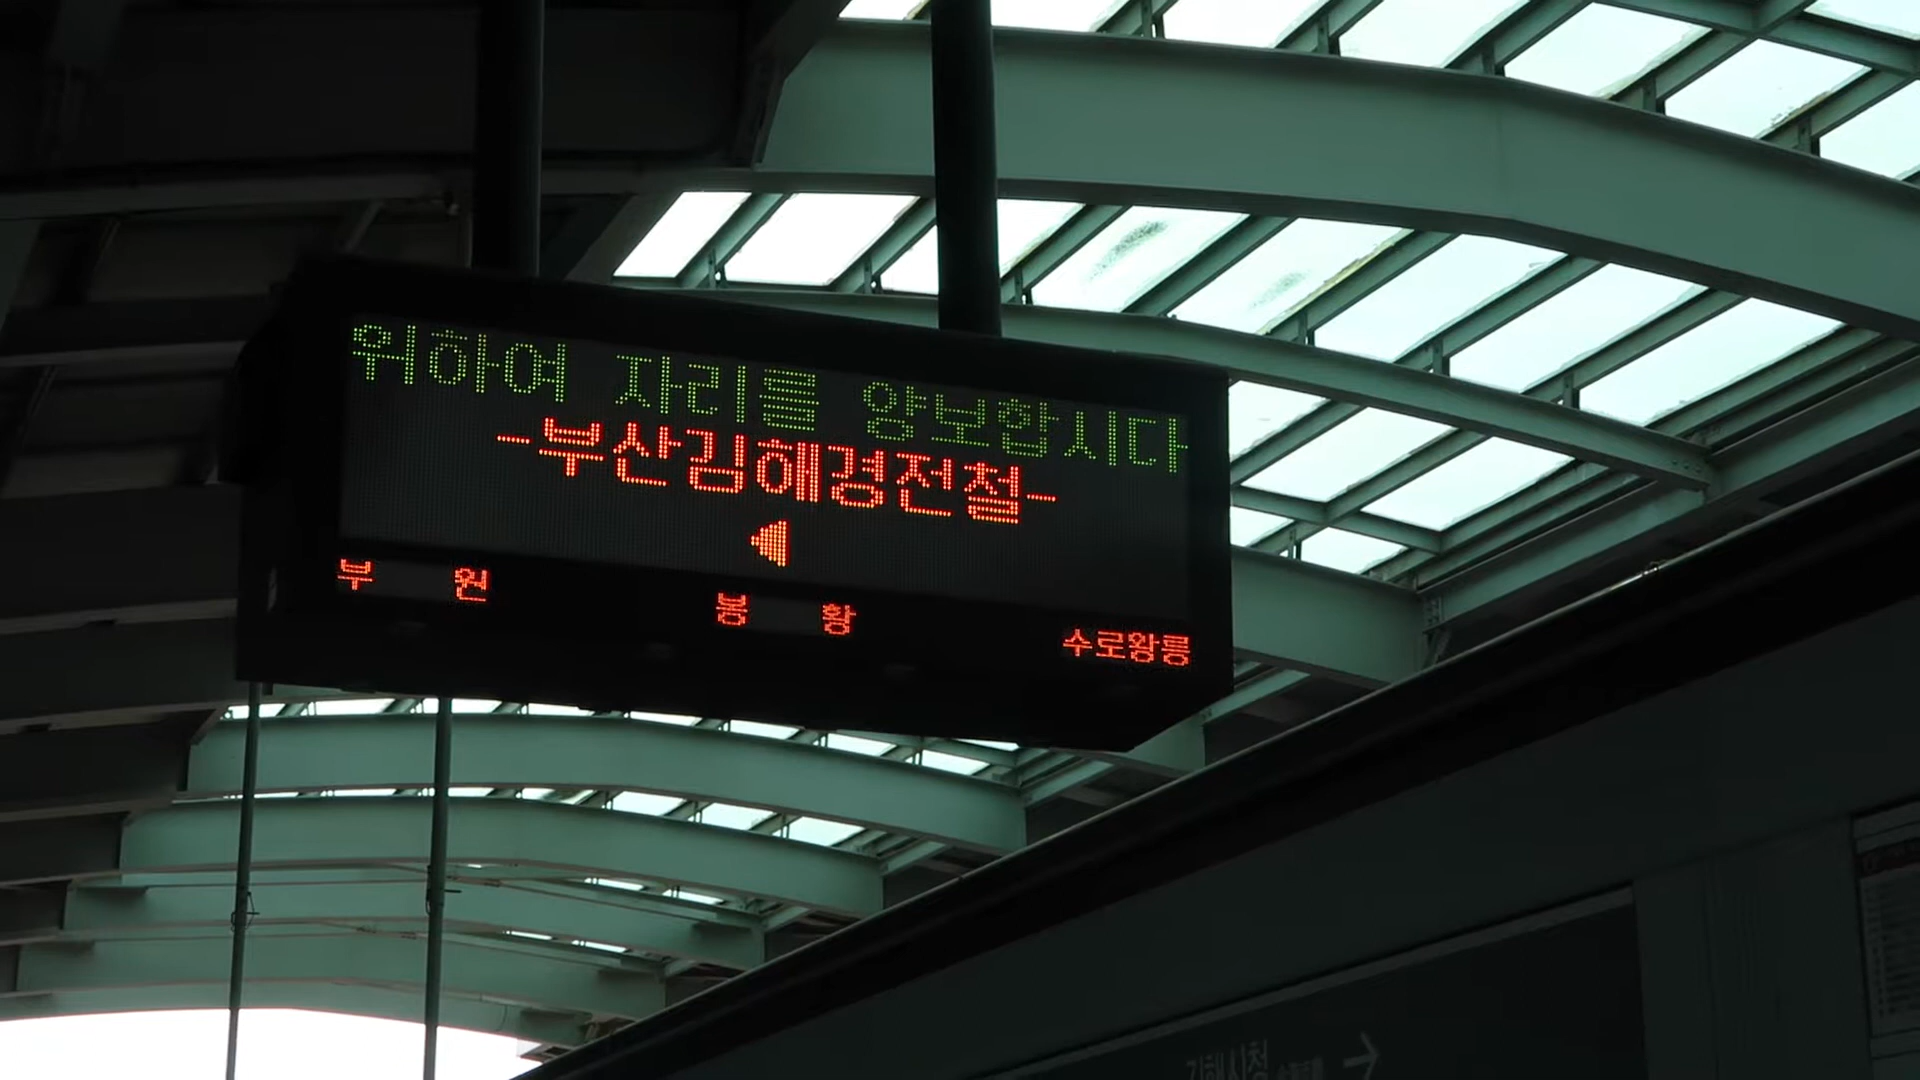 위하여 자리를 양보합시다
-부산김해경전철-
◀
부 원 봉 황 수로왕릉
김해시청 →